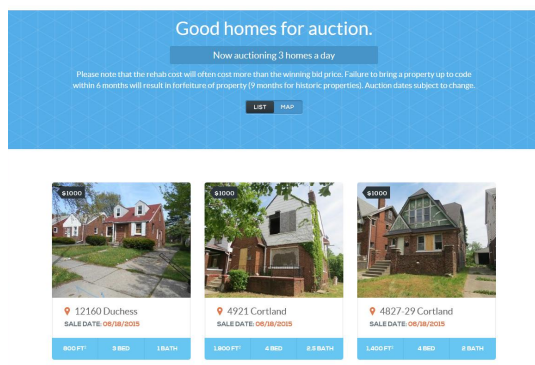 Good homes for auction.
Now auctioning 3 homes a day
Please note that the rehab cost will often cost more than the winning bid price. Failure to bring a property up to code
within 6 months will result in forfeiture of property (9 months for historic properties). Auction dates subject to change.
LIST MAP
$1000 $1000 $1000
12160 Duchess
SALE DATE: 08/18/2015
800 FT² 3 BED 1 BATH
4921 Cortland
SALE DATE: 08/18/2015
1,800 FT² 4 BED 2.5 BATH
4827-29 Cortland
SALE DATE: 08/18/2015
1,400 FT² 4 BED 2 BATH